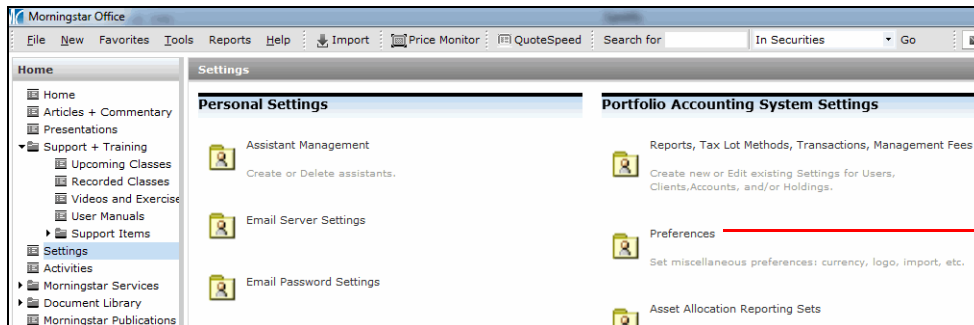 Morningstar Office
File New Favorites Tools Reports Help Import Price Monitor QuoteSpeed Search for In Securities Go
Home
Settings
Home
Articles + Commentary
Presentations
Support + Training
Upcoming Classes
Recorded Classes
Videos and Exercise
User Manuals
Support Items
Settings
Activities
Morningstar Services
Document Library
Morningstar Publications
Personal Settings
Assistant Management
Create or Delete assistants.
Email Server Settings
Email Password Settings
Portfolio Accounting System Settings
Reports, Tax Lot Methods, Transactions, Management Fees
Create new or Edit existing Settings for Users,
Clients,Accounts, and/or Holdings.
Preferences
Set miscellaneous preferences: currency, logo, import, etc.
Asset Allocation Reporting Sets